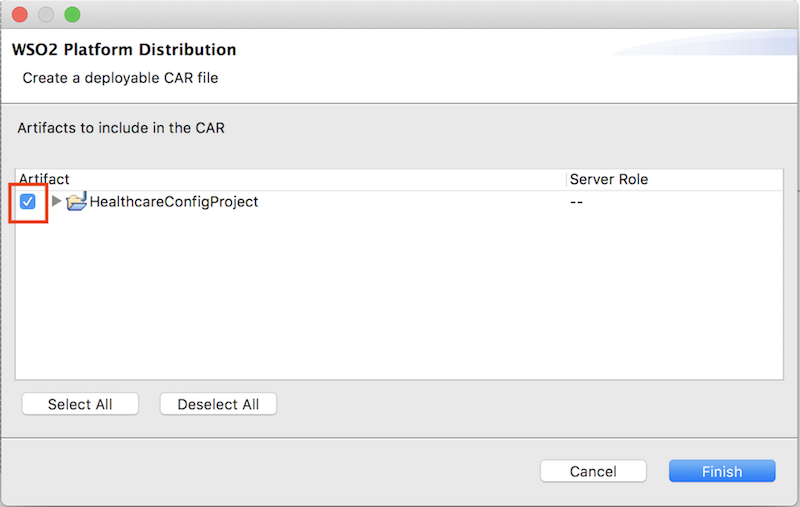 WSO2 Platform Distribution
Create a deployable CAR file
Artifacts to include in the CAR
Artifact Server Role
HealthcareConfigProject --
Select All Deselect All
Cancel Finish